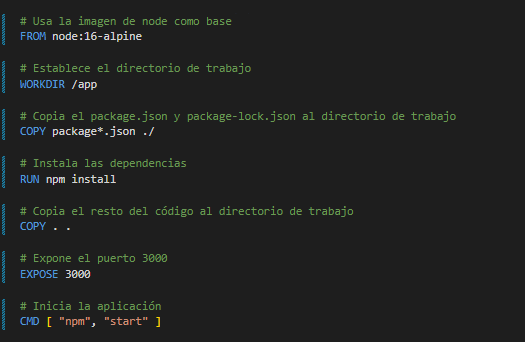 # Usa la imagen de node como base
FROM node:16-alpine
# Establece el directorio de trabajo
WORKDIR /app
# Copia el package.json y package-lock.json al directorio de trabajo
COPY package*.json ./
# Instala las dependencias
RUN npm install
# Copia el resto del código al directorio de trabajo
COPY . .
# Expone el puerto 3000
EXPOSE 3000
# Inicia la aplicación
CMD [ "npm", "start" ]